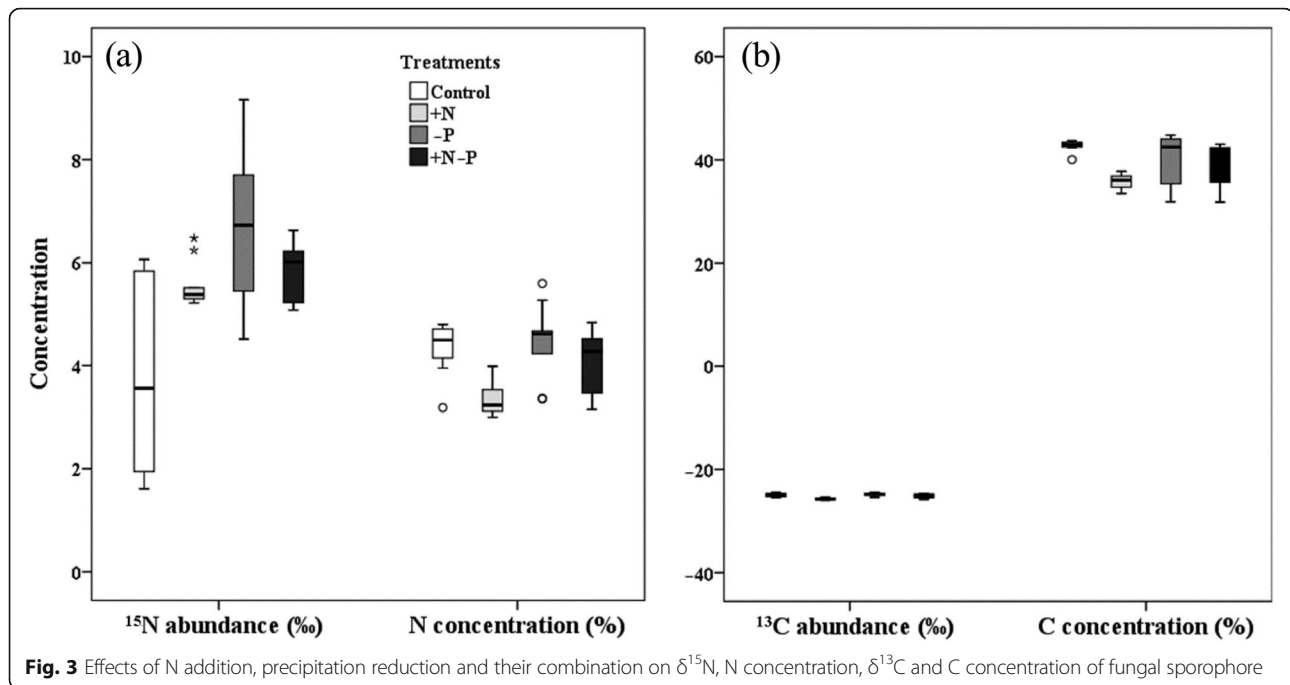 (a)
Treatments
Control
+N
-P
+N-P
Concentration
10
8
6
4
2
0
¹⁵N abundance (‰)
N concentration (%)
(b)
60
40
20
0
-20
-40
¹³C abundance (‰)
C concentration (%)
Fig. 3 Effects of N addition, precipitation reduction and their combination on δ¹⁵N, N concentration, δ¹³C and C concentration of fungal sporophore